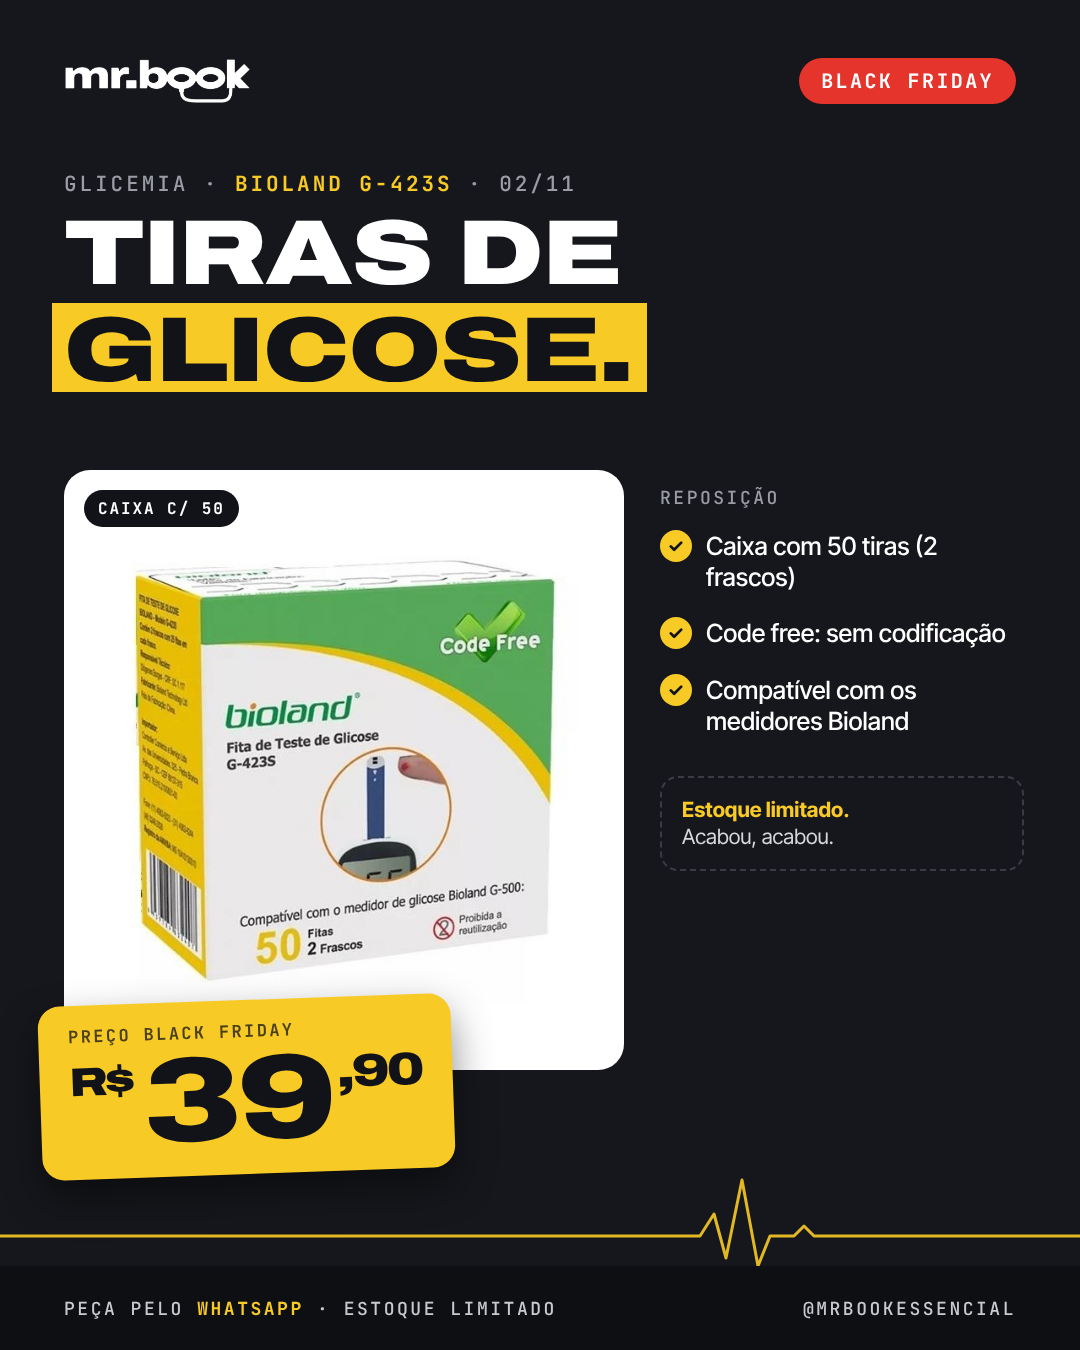 mr.book
BLACK FRIDAY
GLICEMIA · BIOLAND G-423S · 02/11
TIRAS DE
GLICOSE.
CAIXA C/ 50
REPOSIÇÃO
Caixa com 50 tiras (2
frascos)
Code free: sem codificação
Compatível com os
medidores Bioland
Estoque limitado.
Acabou, acabou.
bioland
Code Free
bioland®
Fita de Teste de Glicose
G-423S
Compatível com o medidor de glicose Bioland G-500:
50 Fitas
2 Frascos
Proibida a
reutilização
PREÇO BLACK FRIDAY
R$ 39,90
PEÇA PELO WHATSAPP · ESTOQUE LIMITADO
@MRBOOKESSENCIAL